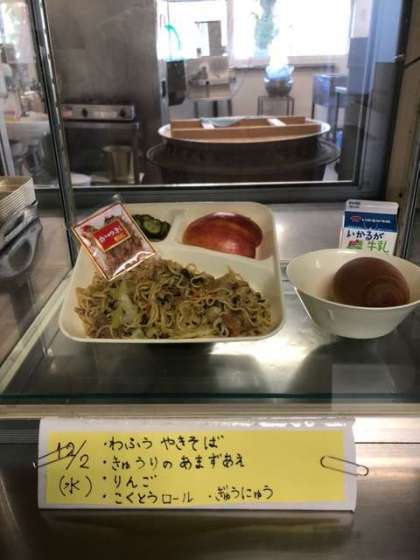 いかるが
牛乳
12/2
(水)
・わふう やきそば
・きゅうりの あまずあえ
・りんご
・こくとうロール ・ぎゅうにゅう